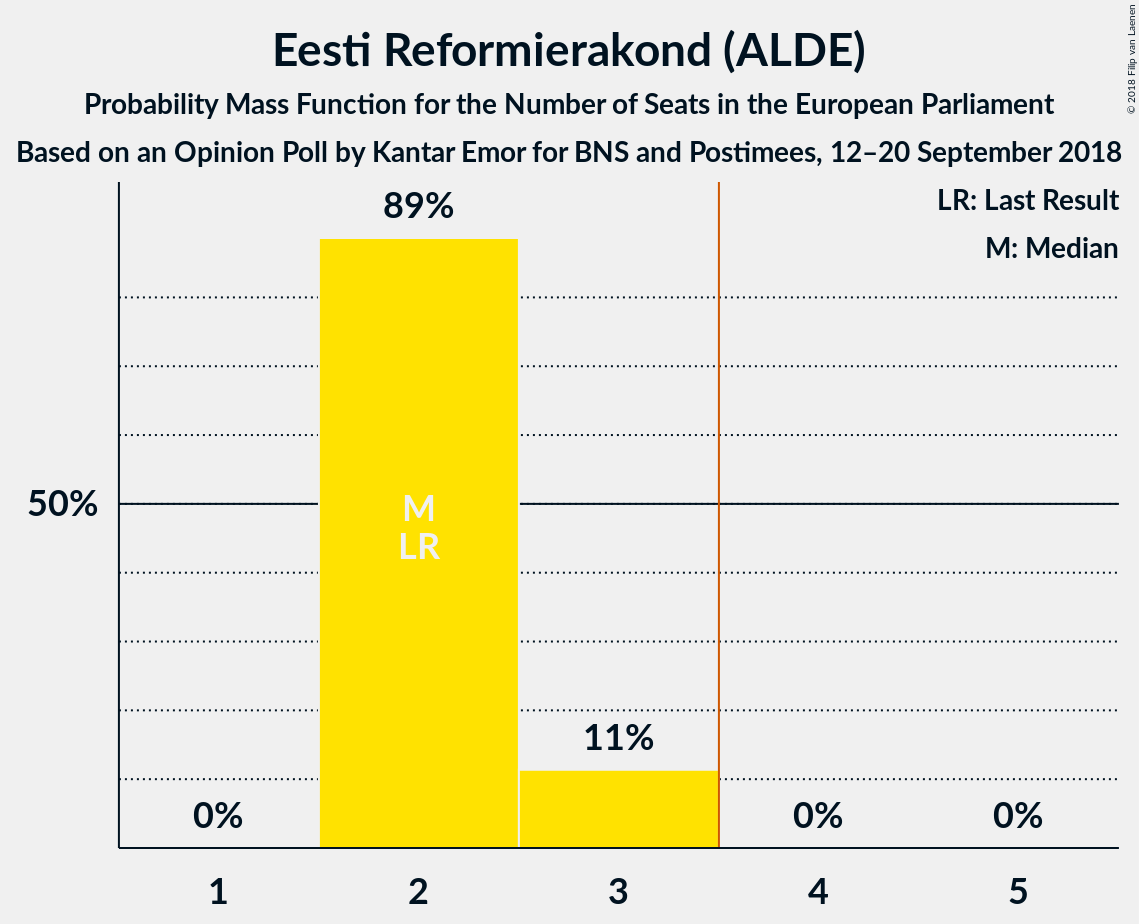 Eesti Reformierakond (ALDE)
Probability Mass Function for the Number of Seats in the European Parliament
Based on an Opinion Poll by Kantar Emor for BNS and Postimees, 12–20 September 2018
© 2018 Filip van Laenen
LR: Last Result
M: Median
89%
50%
M
LR
11%
0%
0%
0%
1
2
3
4
5